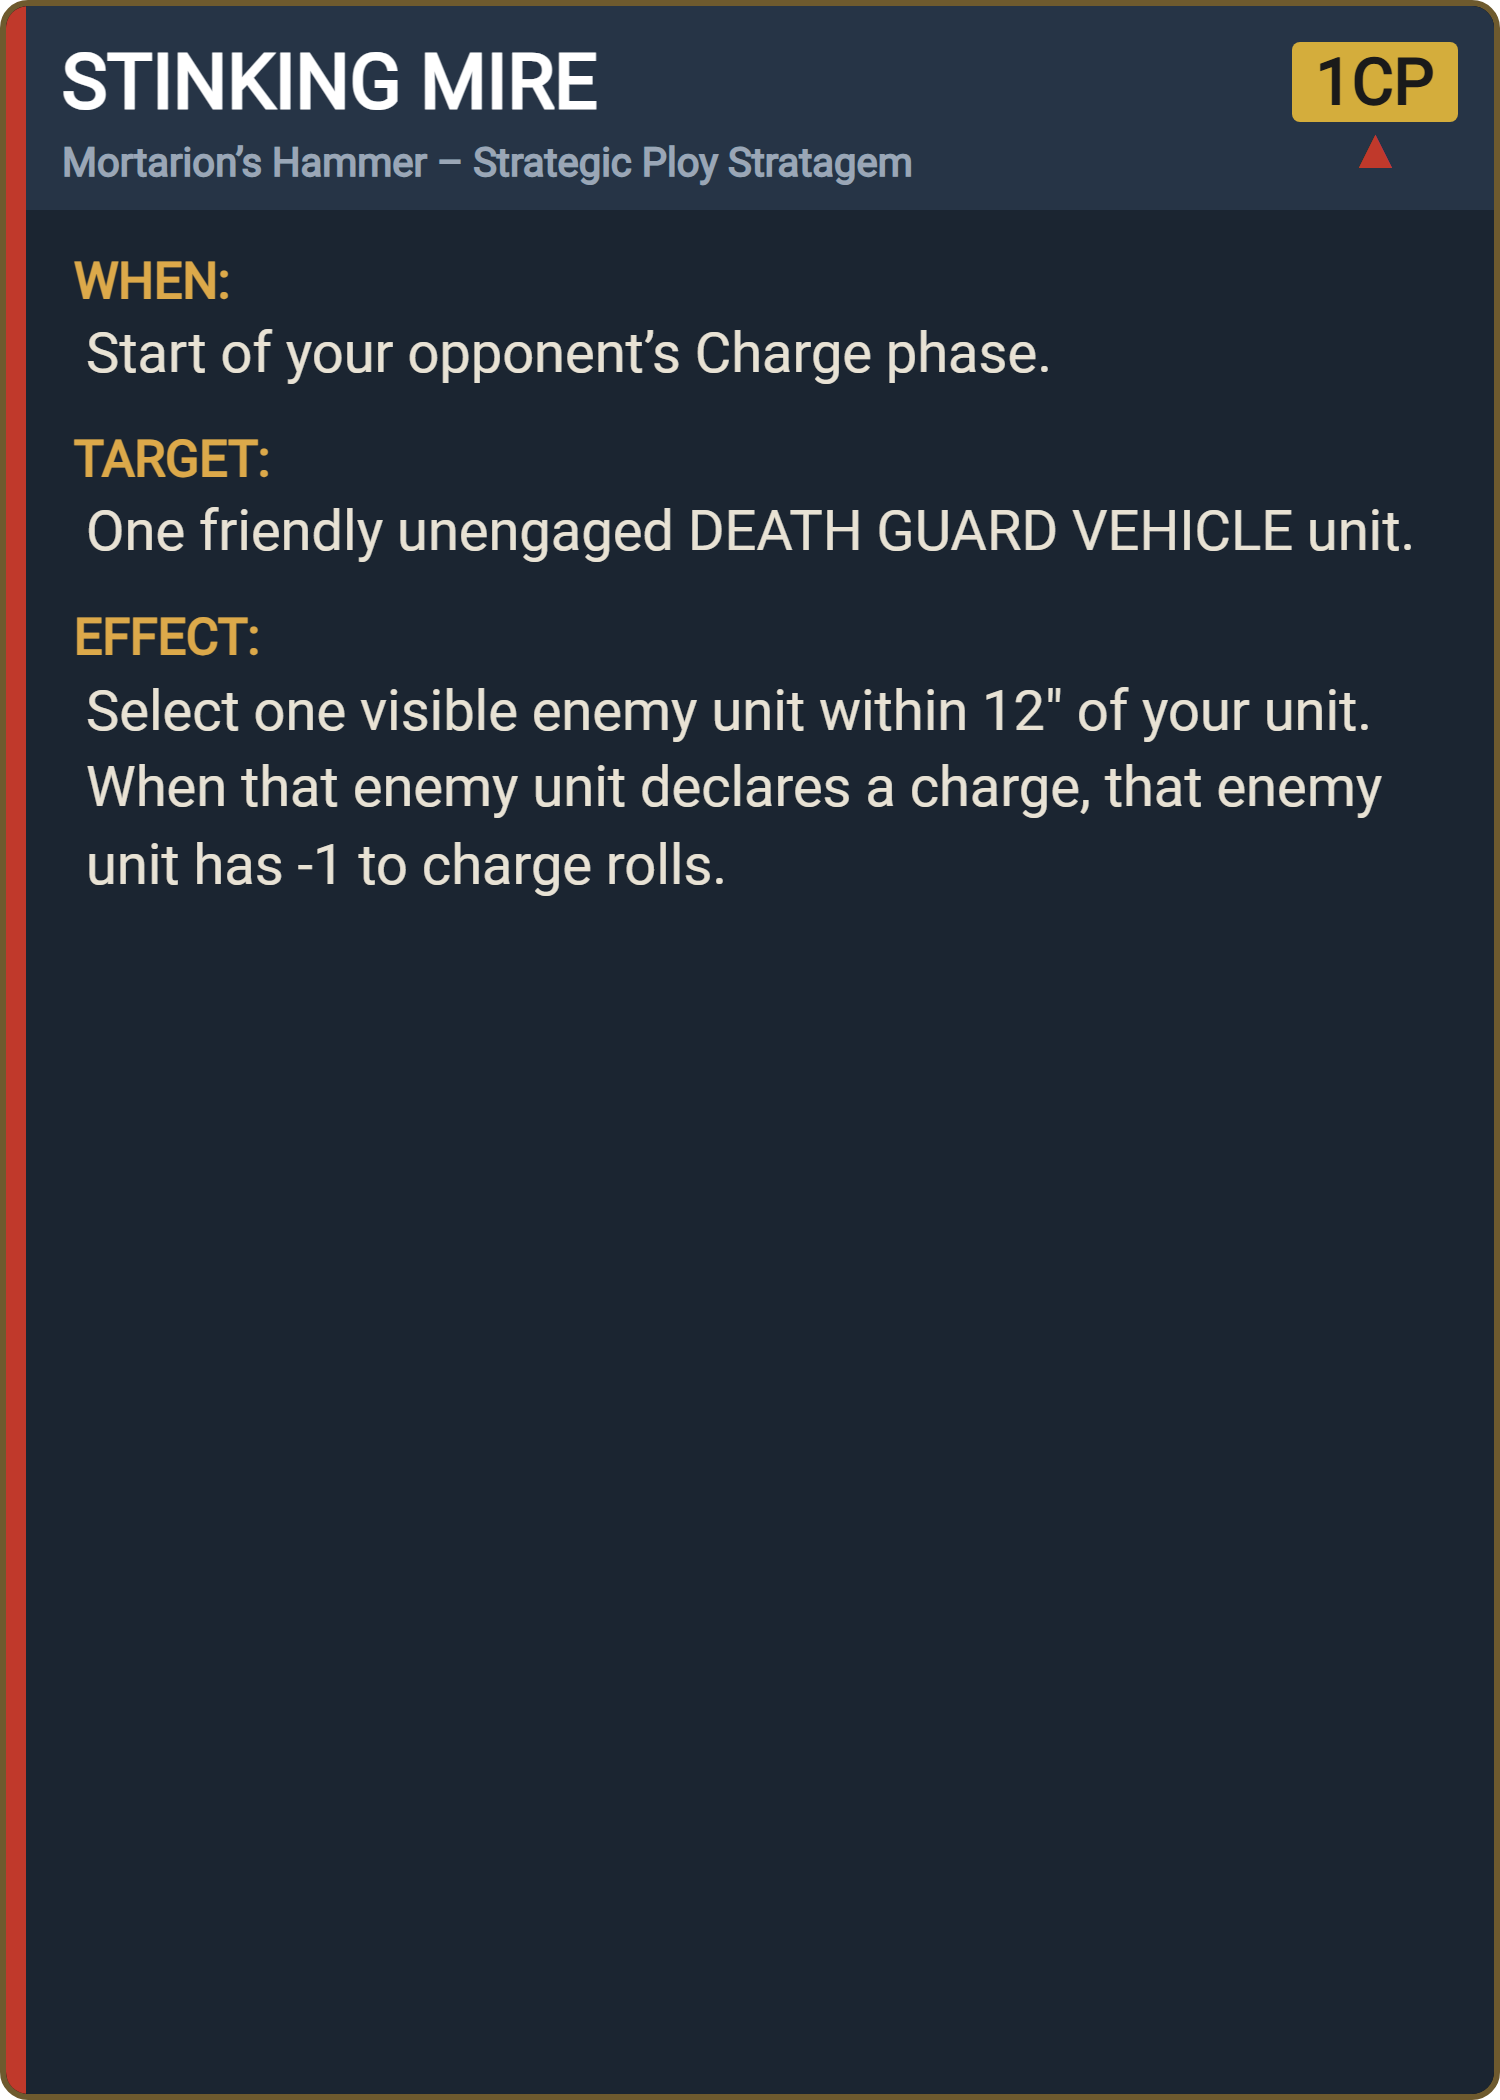 STINKING MIRE
1CP
Mortarion’s Hammer – Strategic Ploy Stratagem
WHEN:
Start of your opponent’s Charge phase.
TARGET:
One friendly unengaged DEATH GUARD VEHICLE unit.
EFFECT:
Select one visible enemy unit within 12" of your unit.
When that enemy unit declares a charge, that enemy
unit has -1 to charge rolls.